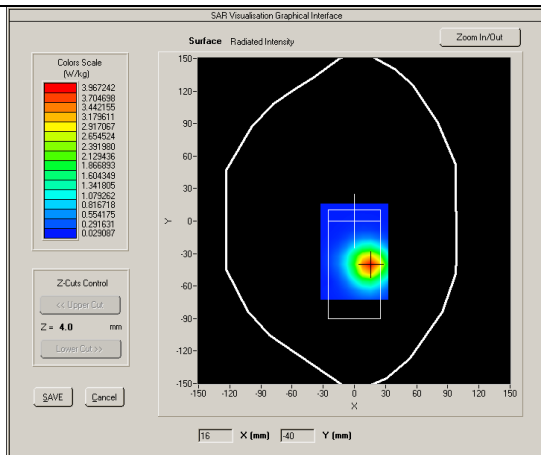 SAR Visualisation Graphical Interface
Surface Radiated Intensity
Zoom In/Out
Colors Scale
(W/kg)
3.967242
3.704698
3.442155
3.179611
2.917067
2.654524
2.391980
2.129436
1.866893
1.604349
1.341805
1.079262
0.816718
0.554175
0.291631
0.029087
Z-Cuts Control
<< Upper Cut
Z = 4.0 mm
Lower Cut >>
SAVE
Cancel
150
120
90
60
30
0
-30
-60
-90
-120
-150
Y
-150 -120 -90 -60 -30 0 30 60 90 120 150
X
16 X (mm) -40 Y (mm)